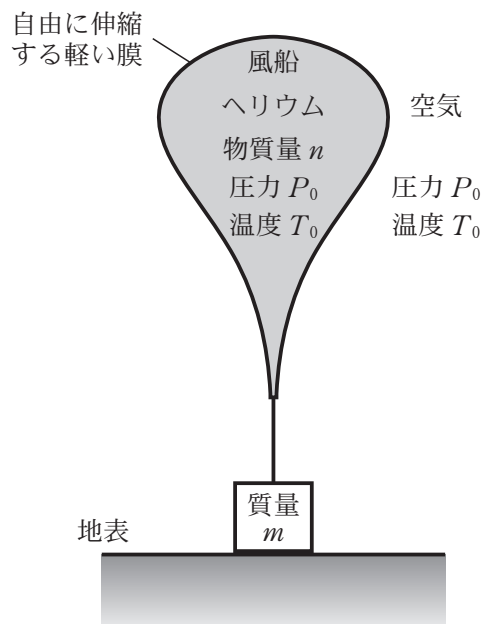 自由に伸縮
する軽い膜
風船
ヘリウム
物質量 n
圧力 P₀
温度 T₀
空気
圧力 P₀
温度 T₀
質量
m
地表